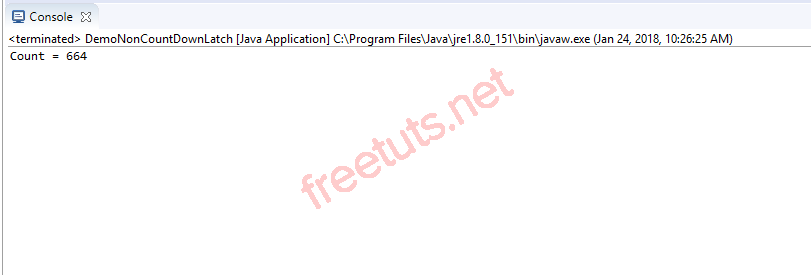 Console
<terminated> DemoNonCountDownLatch [Java Application] C:\Program Files\Java\jre1.8.0_151\bin\javaw.exe (Jan 24, 2018, 10:26:25 AM)
Count = 664
freetuts.net